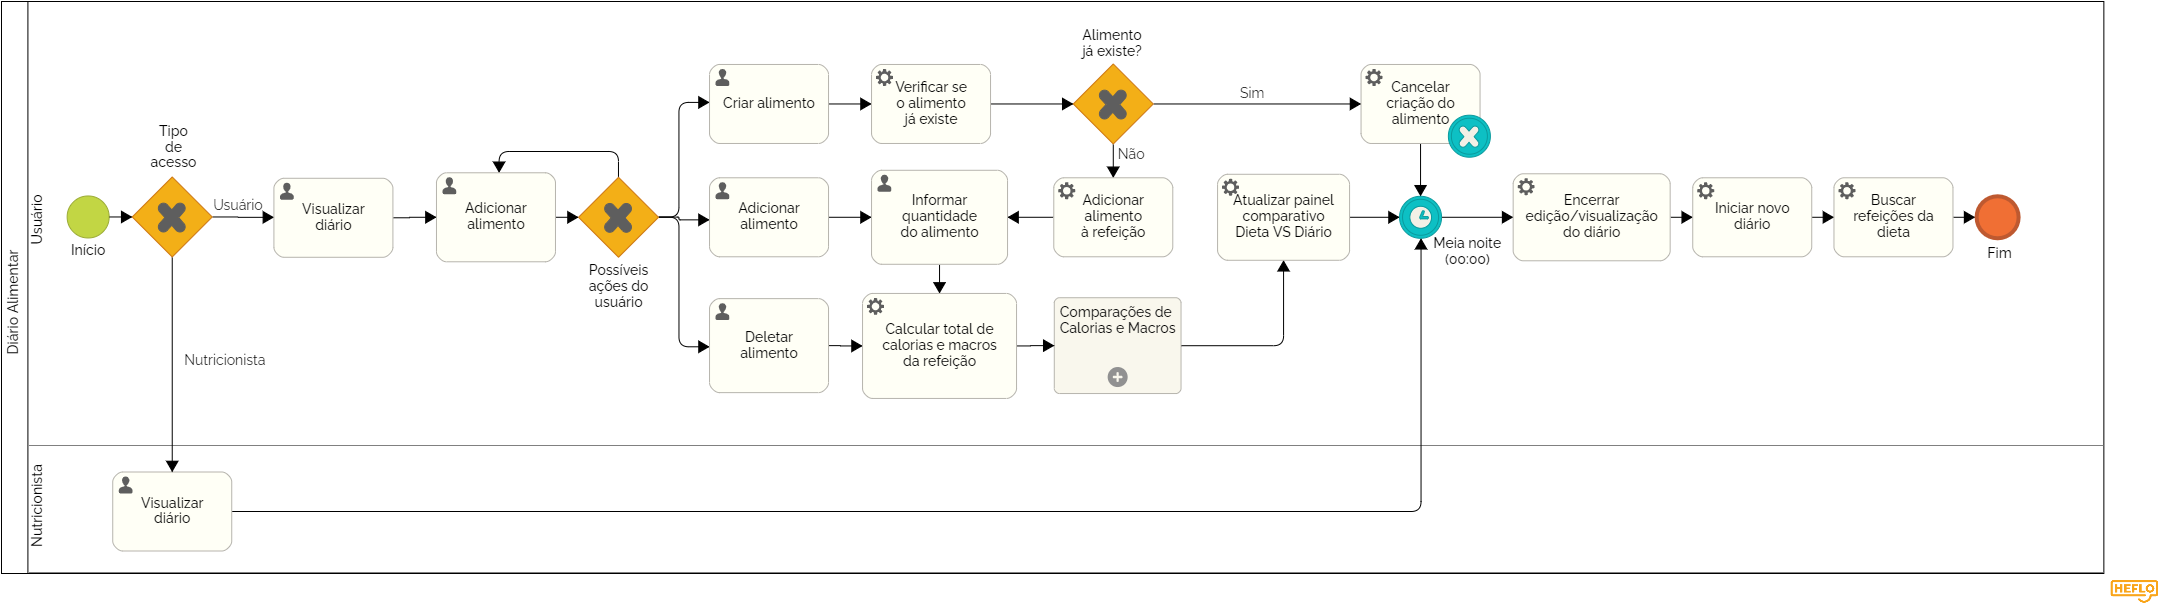 Diário Alimentar
Usuário
Nutricionista
Início
Tipo
de
acesso
Usuário
Nutricionista
Visualizar
diário
Adicionar
alimento
Possíveis
ações do
usuário
Criar alimento
Verificar se
o alimento
já existe
Alimento
já existe?
Sim
Não
Cancelar
criação do
alimento
Adicionar
alimento
Informar
quantidade
do alimento
Adicionar
alimento
à refeição
Deletar
alimento
Calcular total de
calorias e macros
da refeição
Comparações de
Calorias e Macros
Atualizar painel
comparativo
Dieta VS Diário
Meia noite
(00:00)
Encerrar
edição/visualização
do diário
Iniciar novo
diário
Buscar
refeições da
dieta
Fim
Visualizar
diário
HEFLO